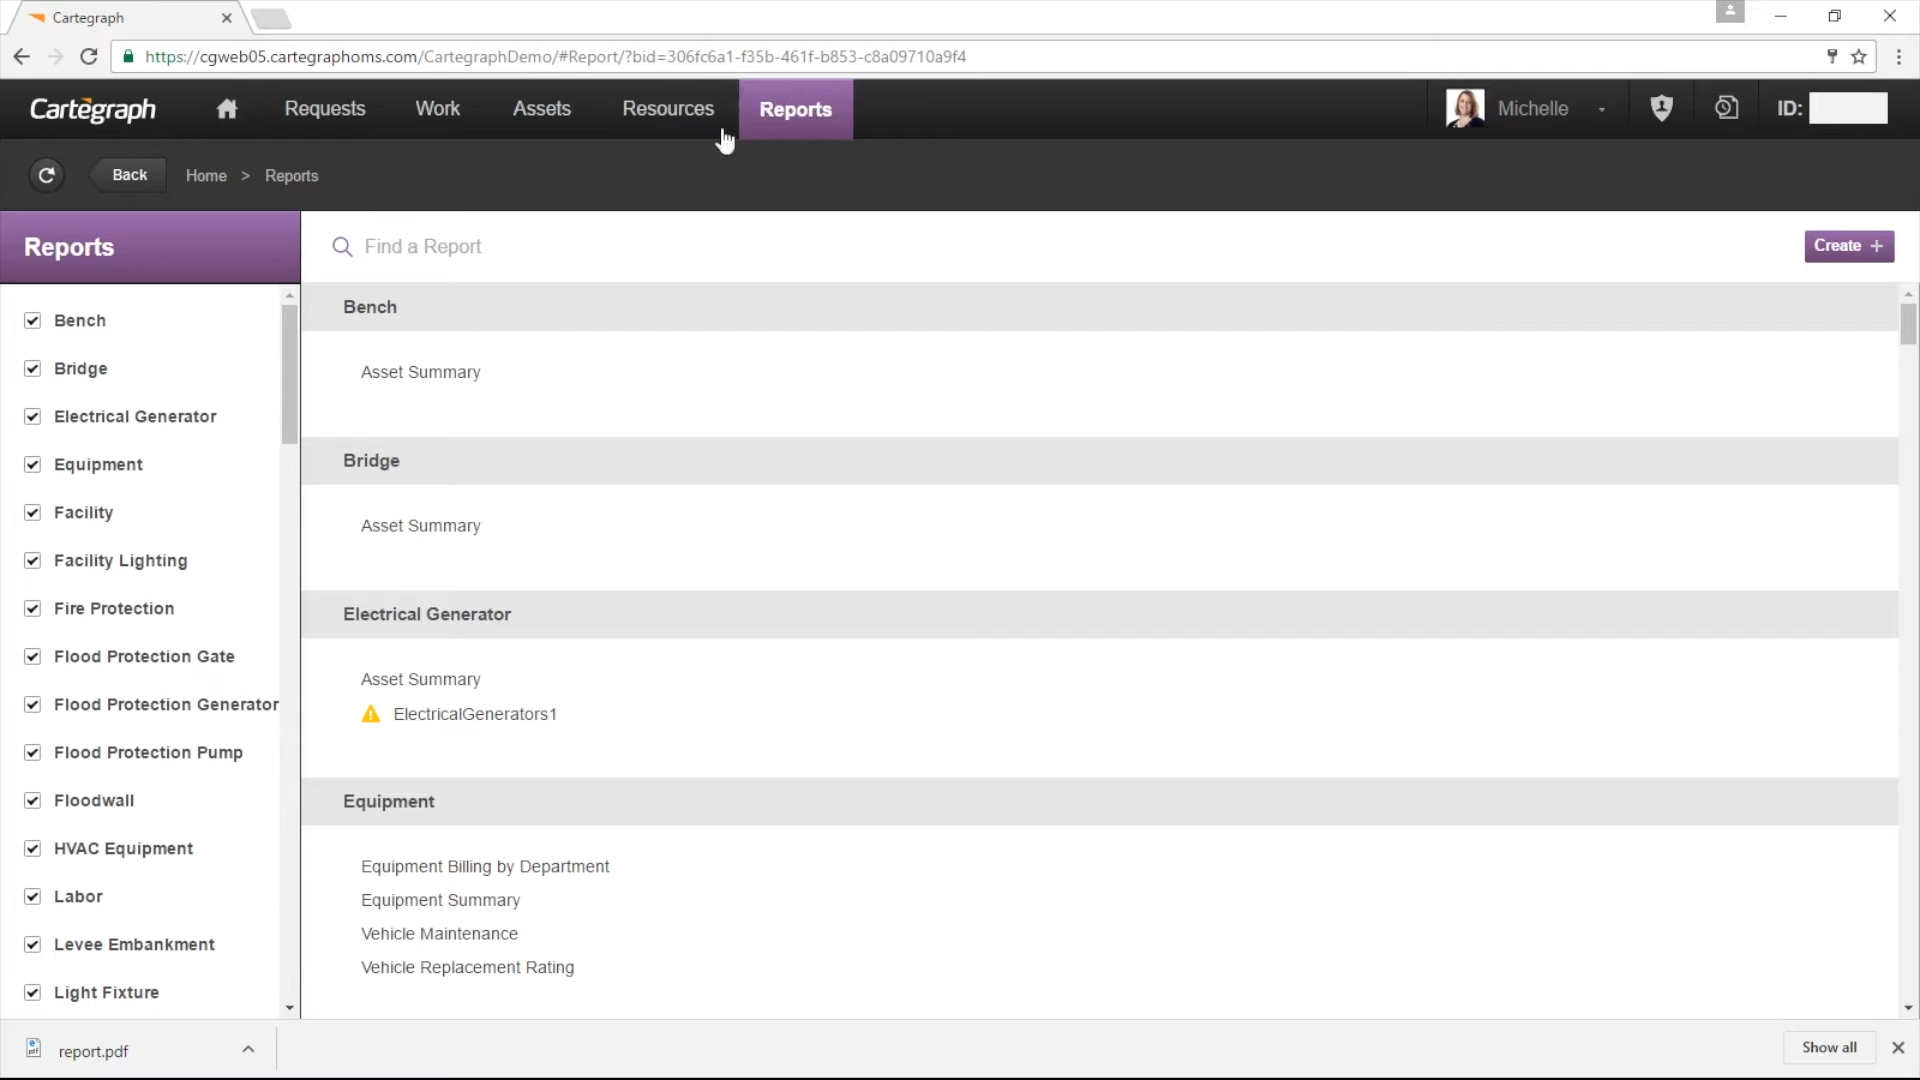 Cartegraph
https://cgweb05.cartegraphoms.com/CartegraphDemo/#Report/?bid=306fc6a1-f35b-461f-b853-c8a09710a9f4
Cartegraph
Requests
Work
Assets
Resources
Reports
Michelle
ID:
Back
Home > Reports
Reports
Find a Report
Create +
Bench
Bridge
Electrical Generator
Equipment
Facility
Facility Lighting
Fire Protection
Flood Protection Gate
Flood Protection Generator
Flood Protection Pump
Floodwall
HVAC Equipment
Labor
Levee Embankment
Light Fixture
Bench
Asset Summary
Bridge
Asset Summary
Electrical Generator
Asset Summary
ElectricalGenerators1
Equipment
Equipment Billing by Department
Equipment Summary
Vehicle Maintenance
Vehicle Replacement Rating
report.pdf
Show all